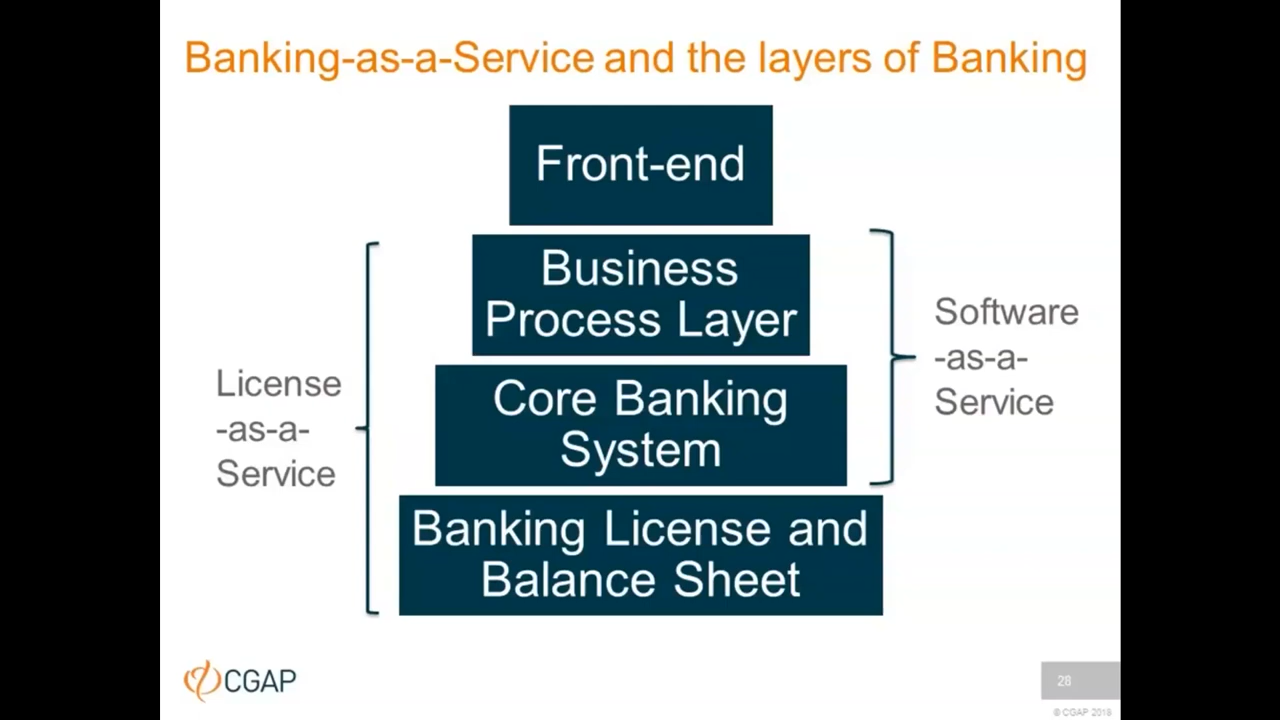 Banking-as-a-Service and the layers of Banking
Front-end
Business
Process Layer
Core Banking
System
Banking License and
Balance Sheet
License
-as-a-
Service
Software
-as-a-
Service
CGAP
28
© CGAP 2018